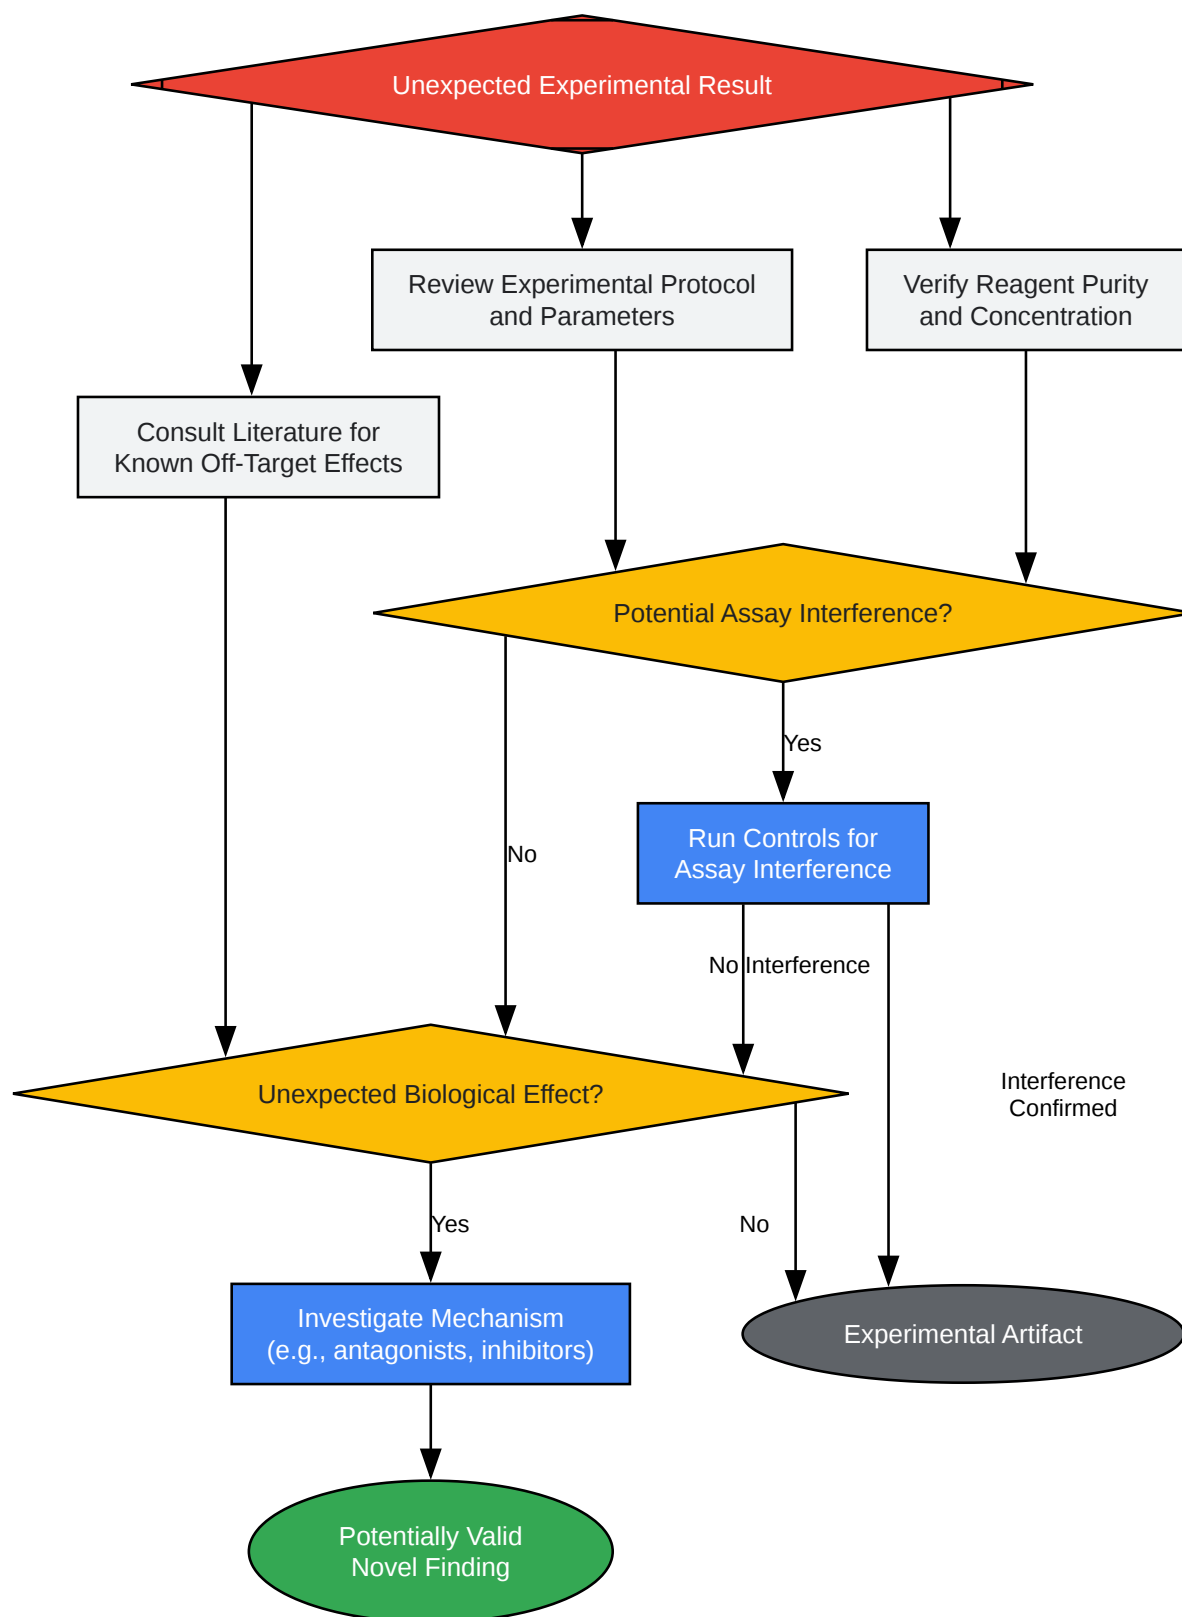 Unexpected Experimental Result
Review Experimental Protocol
and Parameters
Verify Reagent Purity
and Concentration
Consult Literature for
Known Off-Target Effects
Potential Assay Interference?
Yes
Run Controls for
Assay Interference
No
No Interference
Interference
Confirmed
Unexpected Biological Effect?
Yes
No
Investigate Mechanism
(e.g., antagonists, inhibitors)
Experimental Artifact
Potentially Valid
Novel Finding